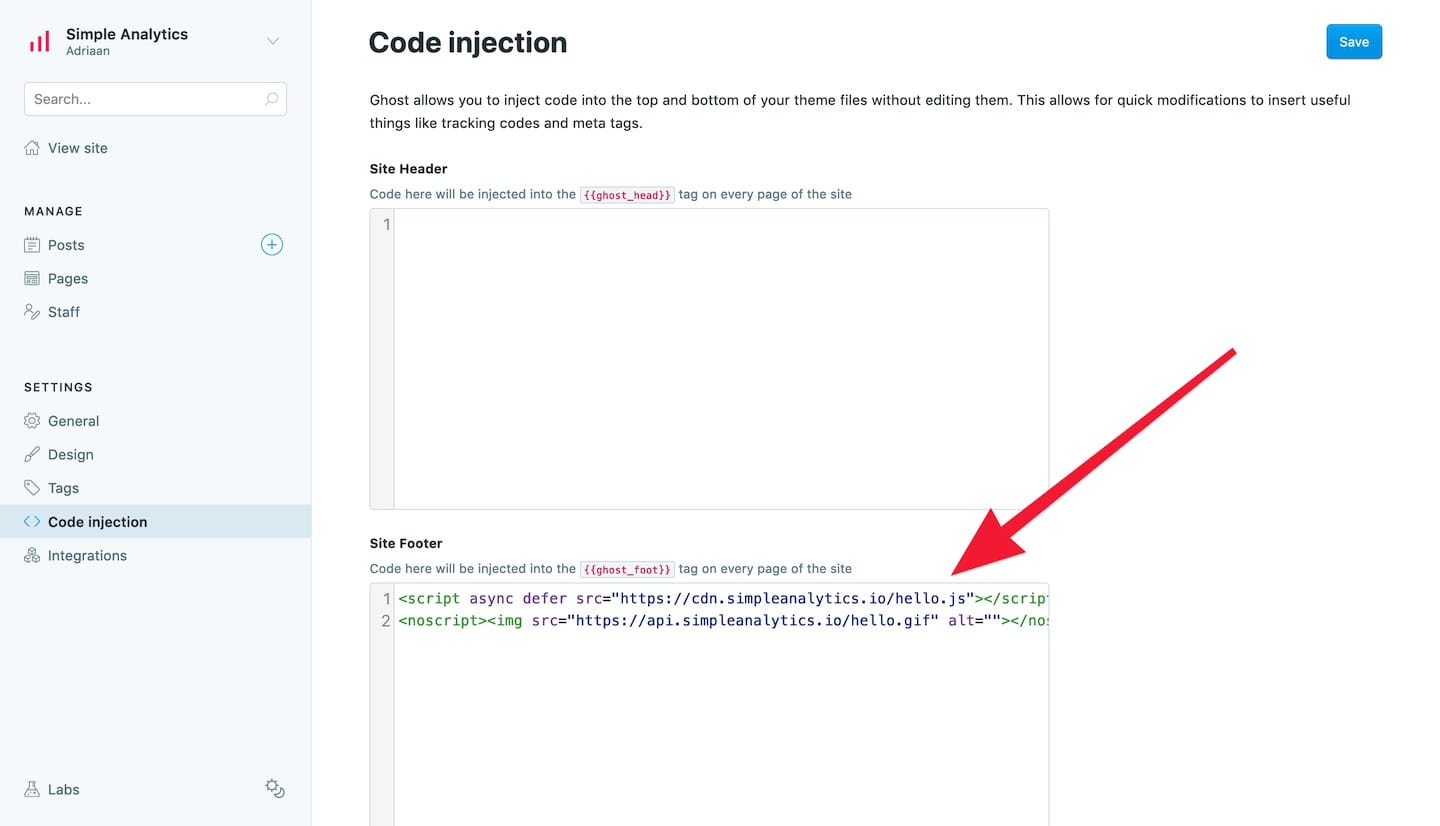 Simple Analytics
Adriaan
Search...
View site
MANAGE
Posts
Pages
Staff
SETTINGS
General
Design
Tags
Code injection
Integrations
Labs
Code injection
Save
Ghost allows you to inject code into the top and bottom of your theme files without editing them. This allows for quick modifications to insert useful
things like tracking codes and meta tags.
Site Header
Code here will be injected into the {{ghost_head}} tag on every page of the site
1
Site Footer
Code here will be injected into the {{ghost_foot}} tag on every page of the site
1 <script async defer src="https://cdn.simpleanalytics.io/hello.js"></script
2 <noscript><img src="https://api.simpleanalytics.io/hello.gif" alt=""></nos